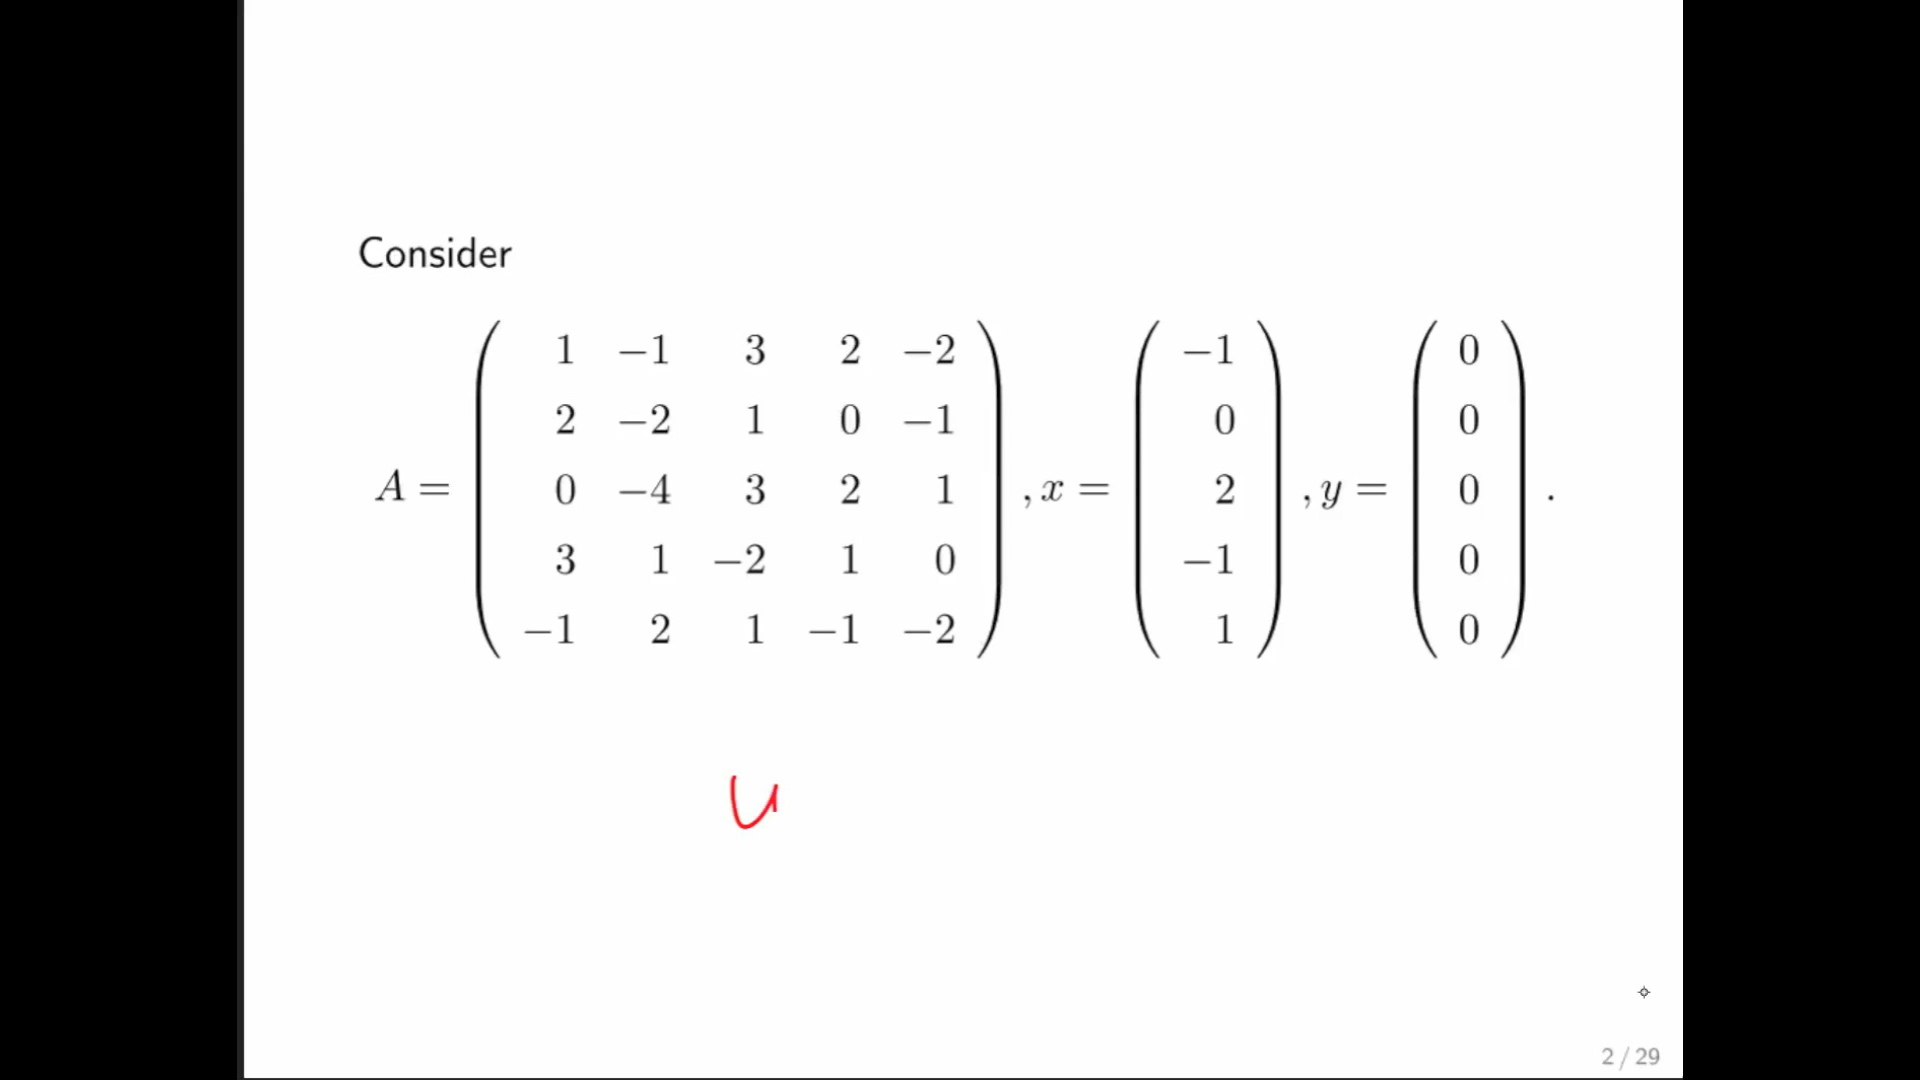 Consider
A = ( 1 −1 3 2 −2
2 −2 1 0 −1
0 −4 3 2 1
3 1 −2 1 0
−1 2 1 −1 −2 ) , x = ( −1
0
2
−1
1 ) , y = ( 0
0
0
0
0 ) .
2 / 29